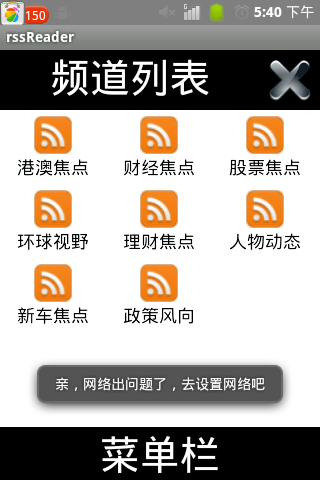 150 5:40 下午
rssReader
频道列表
港澳焦点 财经焦点 股票焦点
环球视野 理财焦点 人物动态
新车焦点 政策风向
亲，网络出问题了，去设置网络吧
菜单栏